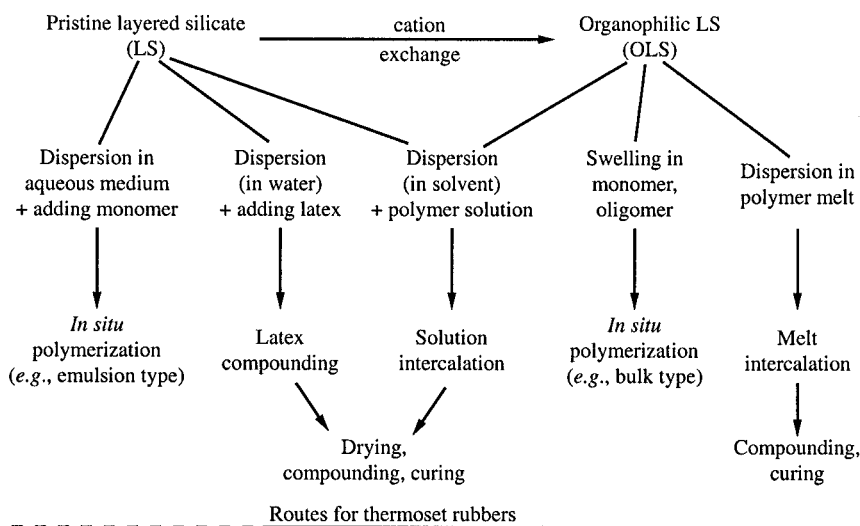 Pristine layered silicate
(LS)
cation
exchange
Organophilic LS
(OLS)
Dispersion in
aqueous medium
+ adding monomer
Dispersion
(in water)
+ adding latex
Dispersion
(in solvent)
+ polymer solution
Swelling in
monomer,
oligomer
Dispersion in
polymer melt
In situ
polymerization
(e.g., emulsion type)
Latex
compounding
Solution
intercalation
In situ
polymerization
(e.g., bulk type)
Melt
intercalation
Drying,
compounding, curing
Compounding,
curing
Routes for thermoset rubbers